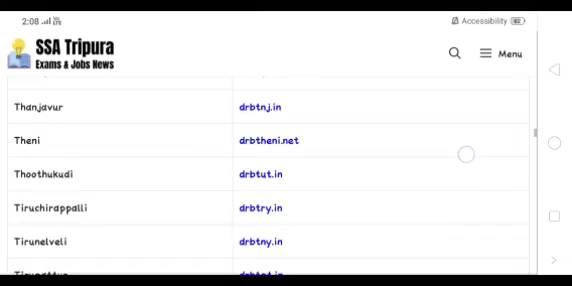 2:08
Accessibility 62
SSA Tripura
Exams & Jobs News
Menu
Thanjavur drbtnj.in
Theni drbtheni.net
Thoothukudi drbtut.in
Tiruchirappalli drbtry.in
Tirunelveli drbtny.in